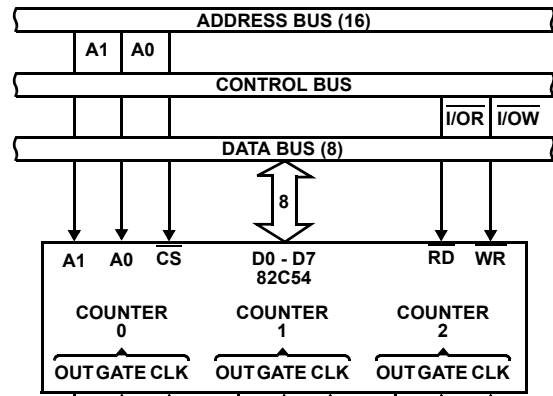 ADDRESS BUS (16)
A1 A0
CONTROL BUS
I/OR I/OW
DATA BUS (8)
8
A1 A0 CS D0 - D7 RD WR
82C54
COUNTER COUNTER COUNTER
0 1 2
OUT GATE CLK OUT GATE CLK OUT GATE CLK